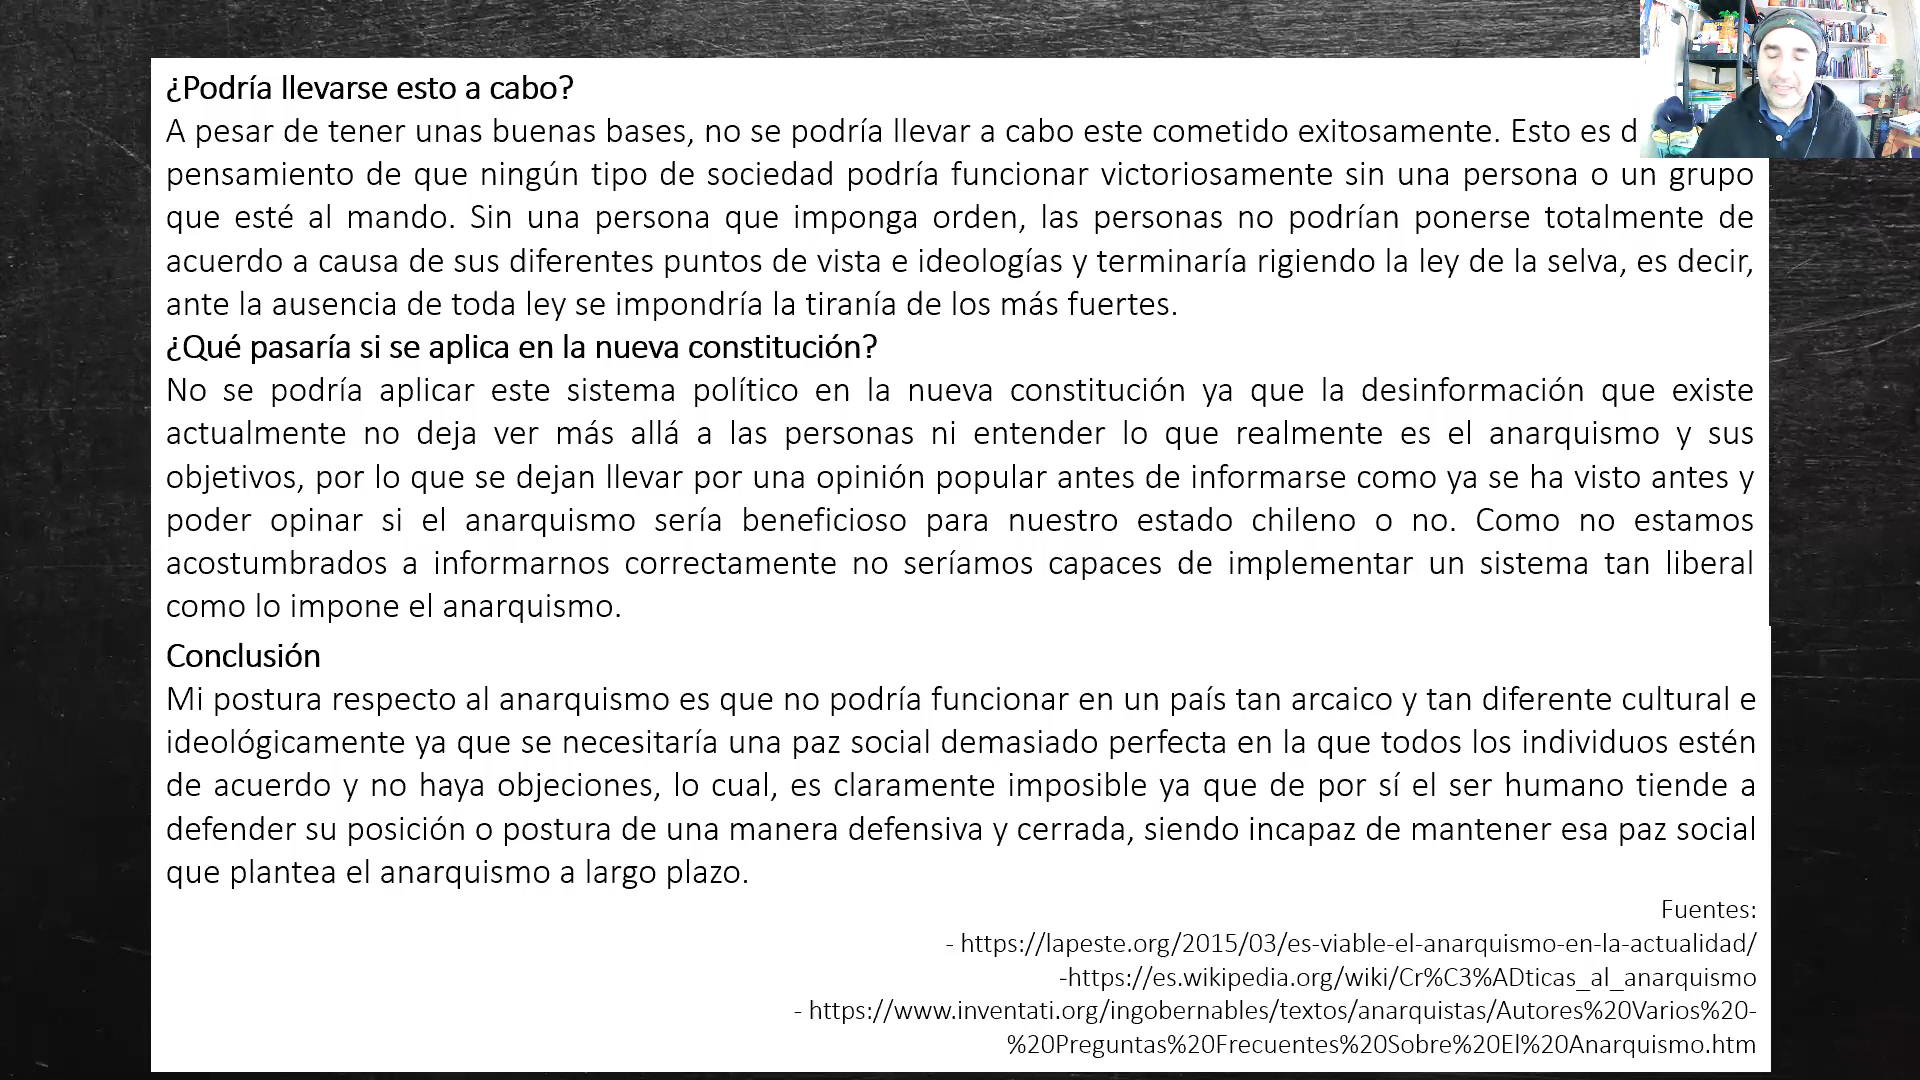 ¿Podría llevarse esto a cabo?
A pesar de tener unas buenas bases, no se podría llevar a cabo este cometido exitosamente. Esto es
pensamiento de que ningún tipo de sociedad podría funcionar victoriosamente sin una persona o un grupo
que esté al mando. Sin una persona que imponga orden, las personas no podrían ponerse totalmente de
acuerdo a causa de sus diferentes puntos de vista e ideologías y terminaría rigiendo la ley de la selva, es decir,
ante la ausencia de toda ley se impondría la tiranía de los más fuertes.
¿Qué pasaría si se aplica en la nueva constitución?
No se podría aplicar este sistema político en la nueva constitución ya que la desinformación que existe
actualmente no deja ver más allá a las personas ni entender lo que realmente es el anarquismo y sus
objetivos, por lo que se dejan llevar por una opinión popular antes de informarse como ya se ha visto antes y
poder opinar si el anarquismo sería beneficioso para nuestro estado chileno o no. Como no estamos
acostumbrados a informarnos correctamente no seríamos capaces de implementar un sistema tan liberal
como lo impone el anarquismo.
Conclusión
Mi postura respecto al anarquismo es que no podría funcionar en un país tan arcaico y tan diferente cultural e
ideológicamente ya que se necesitaría una paz social demasiado perfecta en la que todos los individuos estén
de acuerdo y no haya objeciones, lo cual, es claramente imposible ya que de por sí el ser humano tiende a
defender su posición o postura de una manera defensiva y cerrada, siendo incapaz de mantener esa paz social
que plantea el anarquismo a largo plazo.
Fuentes:
- https://lapeste.org/2015/03/es-viable-el-anarquismo-en-la-actualidad/
-https://es.wikipedia.org/wiki/Cr%C3%ADticas_al_anarquismo
- https://www.inventati.org/ingobernables/textos/anarquistas/Autores%20Varios%20-
%20Preguntas%20Frecuentes%20Sobre%20El%20Anarquismo.htm